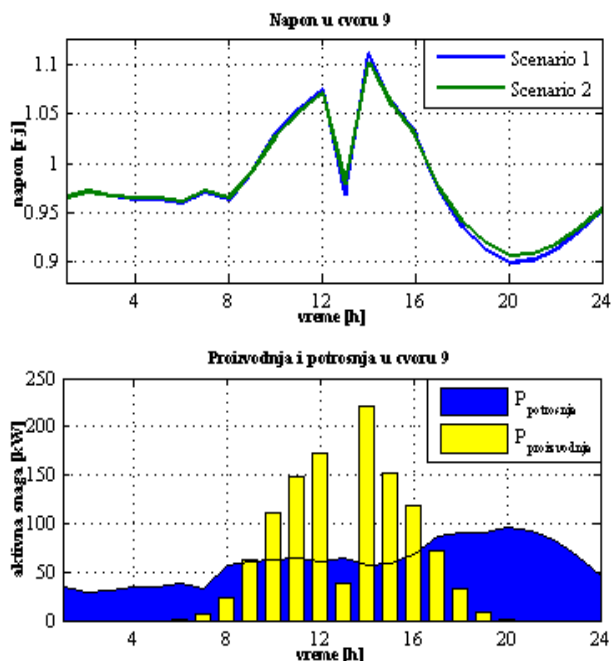 Napon u cvoru 9
1.1
1.05
1
0.95
0.9
napon [r.j]
Scenario 1
Scenario 2
4 8 12 16 20 24
vreme [h]
Proizvodnja i potrosnja u cvoru 9
250
200
150
100
50
0
aktivna snaga [kW]
P potrosnja
P proizvodnja
4 8 12 16 20 24
vreme [h]